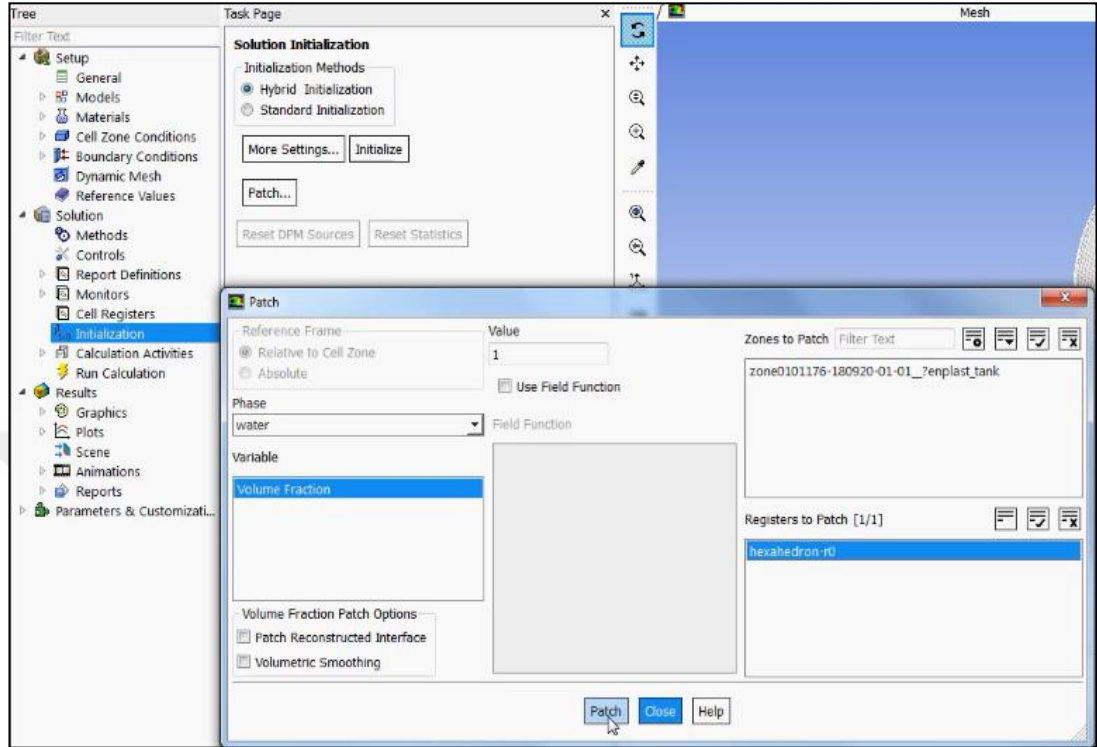 Tree
Filter Text
Setup
General
Models
Materials
Cell Zone Conditions
Boundary Conditions
Dynamic Mesh
Reference Values
Solution
Methods
Controls
Report Definitions
Monitors
Cell Registers
Initialization
Calculation Activities
Run Calculation
Results
Graphics
Plots
Scene
Animations
Reports
Parameters & Customizati...
Task Page
Solution Initialization
Initialization Methods
Hybrid Initialization
Standard Initialization
More Settings... Initialize
Patch...
Reset DPM Sources Reset Statistics
Mesh
Patch
Reference Frame
Relative to Cell Zone
Absolute
Phase
water
Variable
Volume Fraction
Volume Fraction Patch Options
Patch Reconstructed Interface
Volumetric Smoothing
Value
1
Use Field Function
Field Function
Zones to Patch Filter Text
zone0101176-180920-01-01_?enplast_tank
Registers to Patch [1/1]
hexahedron-r0
Patch Close Help